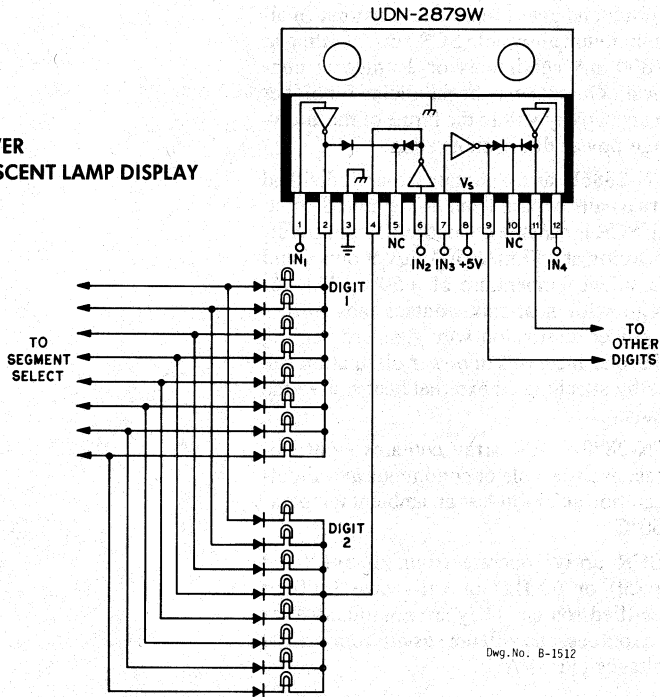 UDN-2879W
VER
SCENT LAMP DISPLAY
Vs
1 2 3 4 5 6 7 8 9 10 11 12
NC NC
IN1 IN2 IN3 +5V IN4
DIGIT
1
TO
SEGMENT
SELECT
TO
OTHER
DIGITS
DIGIT
2
Dwg.No. B-1512